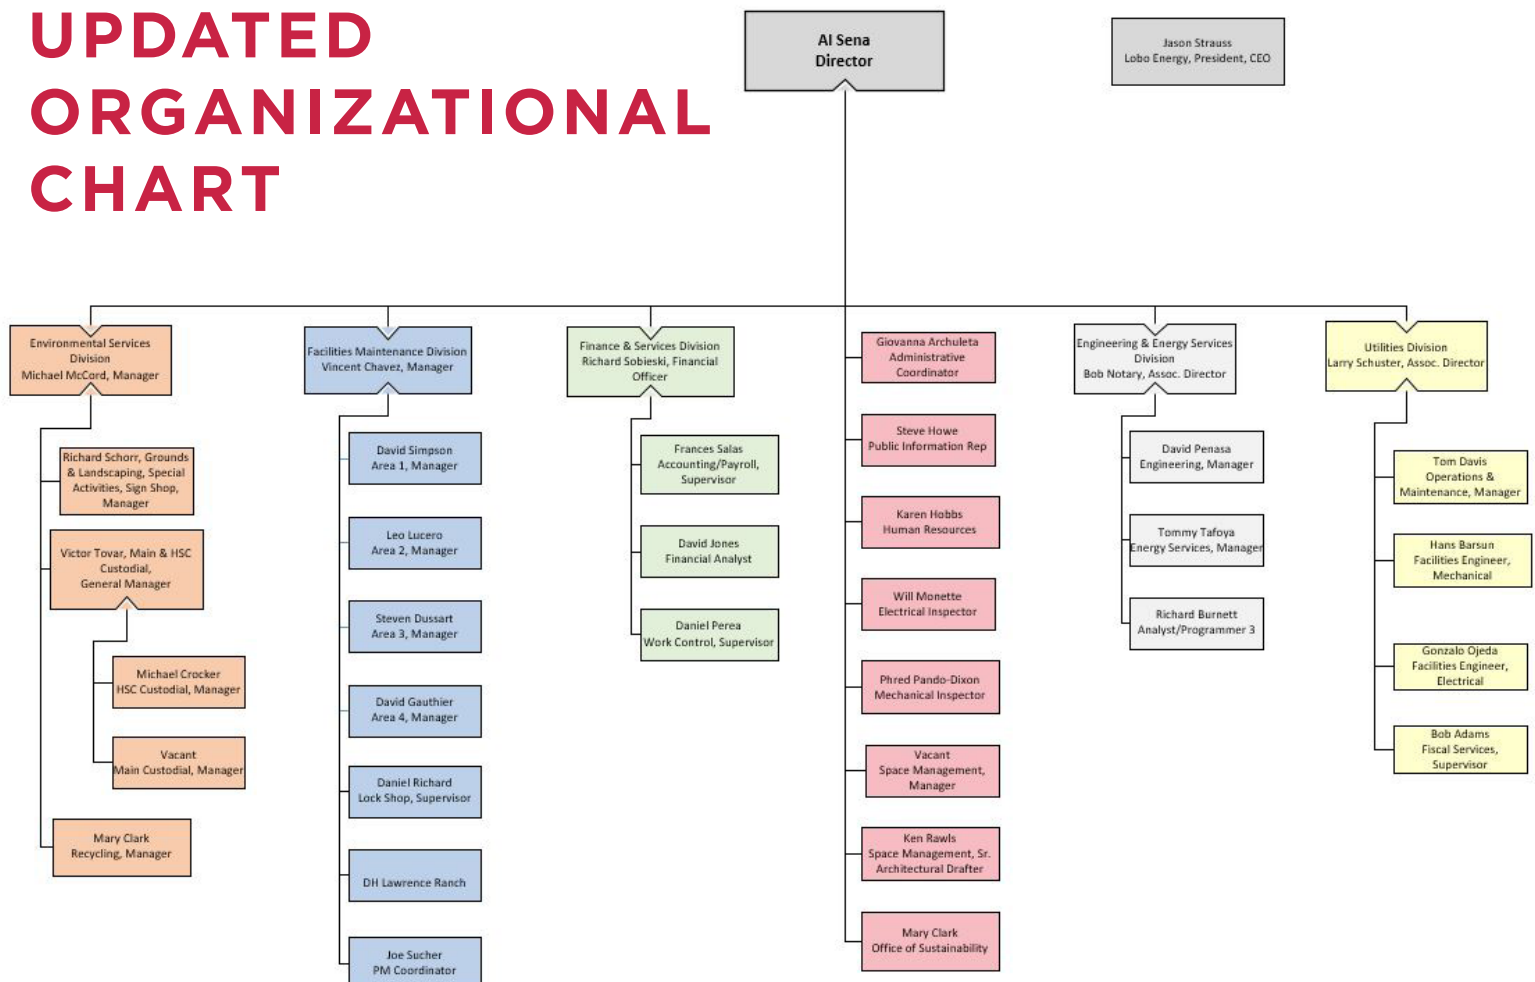 UPDATED
ORGANIZATIONAL
CHART
Al Sena
Director
Jason Strauss
Lobo Energy, President, CEO
Environmental Services
Division
Michael McCord, Manager
Richard Schorr, Grounds
& Landscaping, Special
Activities, Sign Shop,
Manager
Victor Tovar, Main & HSC
Custodial,
General Manager
Michael Crocker
HSC Custodial, Manager
Vacant
Main Custodial, Manager
Mary Clark
Recycling, Manager
Facilities Maintenance Division
Vincent Chavez, Manager
David Simpson
Area 1, Manager
Leo Lucero
Area 2, Manager
Steven Dussart
Area 3, Manager
David Gauthier
Area 4, Manager
Daniel Richard
Lock Shop, Supervisor
DH Lawrence Ranch
Joe Sucher
PM Coordinator
Finance & Services Division
Richard Sobieski, Financial
Officer
Frances Salas
Accounting/Payroll,
Supervisor
David Jones
Financial Analyst
Daniel Perea
Work Control, Supervisor
Giovanna Archuleta
Administrative
Coordinator
Steve Howe
Public Information Rep
Karen Hobbs
Human Resources
Will Monette
Electrical Inspector
Phred Pando-Dixon
Mechanical Inspector
Vacant
Space Management,
Manager
Ken Rawls
Space Management, Sr.
Architectural Drafter
Mary Clark
Office of Sustainability
Engineering & Energy Services
Division
Bob Notary, Assoc. Director
David Penasa
Engineering, Manager
Tommy Tafoya
Energy Services, Manager
Richard Burnett
Analyst/Programmer 3
Utilities Division
Larry Schuster, Assoc. Director
Tom Davis
Operations &
Maintenance, Manager
Hans Barsun
Facilities Engineer,
Mechanical
Gonzalo Ojeda
Facilities Engineer,
Electrical
Bob Adams
Fiscal Services,
Supervisor